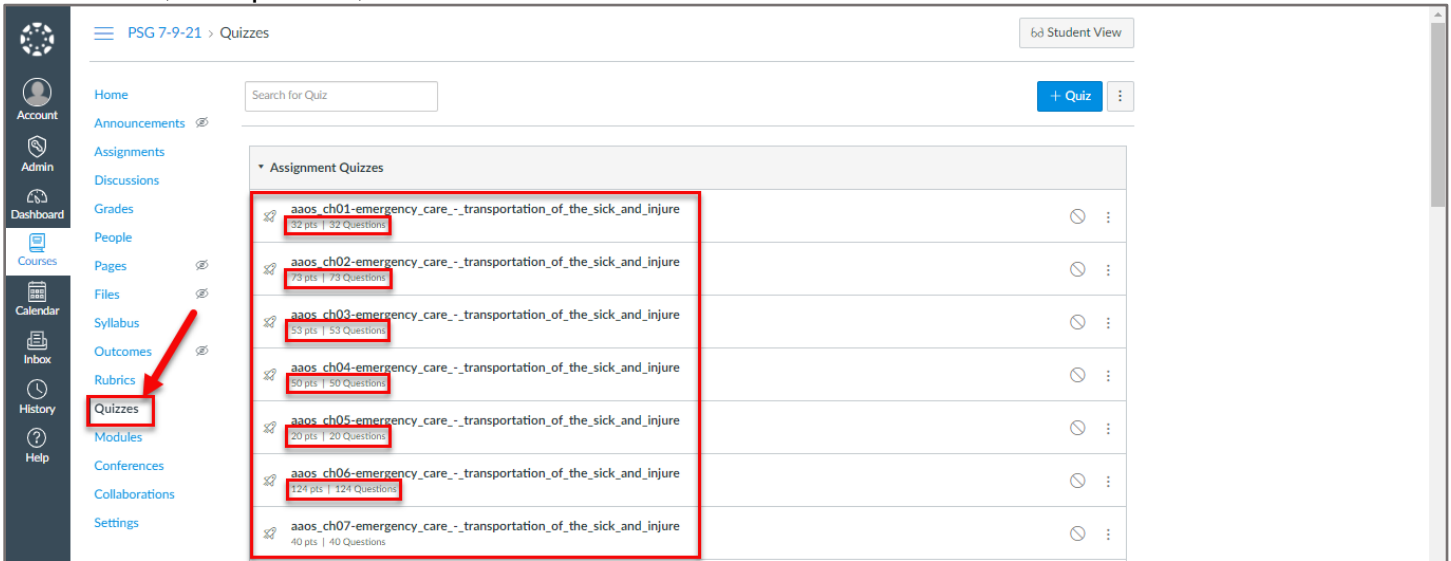 PSG 7-9-21 › Quizzes
Student View
Account
Admin
Dashboard
Courses
Calendar
Inbox
History
Help
Home
Announcements
Assignments
Discussions
Grades
People
Pages
Files
Syllabus
Outcomes
Rubrics
Quizzes
Modules
Conferences
Collaborations
Settings
Search for Quiz
+ Quiz
Assignment Quizzes
aaos_ch01-emergency_care_-_transportation_of_the_sick_and_injure
32 pts | 32 Questions
aaos_ch02-emergency_care_-_transportation_of_the_sick_and_injure
73 pts | 73 Questions
aaos_ch03-emergency_care_-_transportation_of_the_sick_and_injure
53 pts | 53 Questions
aaos_ch04-emergency_care_-_transportation_of_the_sick_and_injure
50 pts | 50 Questions
aaos_ch05-emergency_care_-_transportation_of_the_sick_and_injure
20 pts | 20 Questions
aaos_ch06-emergency_care_-_transportation_of_the_sick_and_injure
124 pts | 124 Questions
aaos_ch07-emergency_care_-_transportation_of_the_sick_and_injure
40 pts | 40 Questions